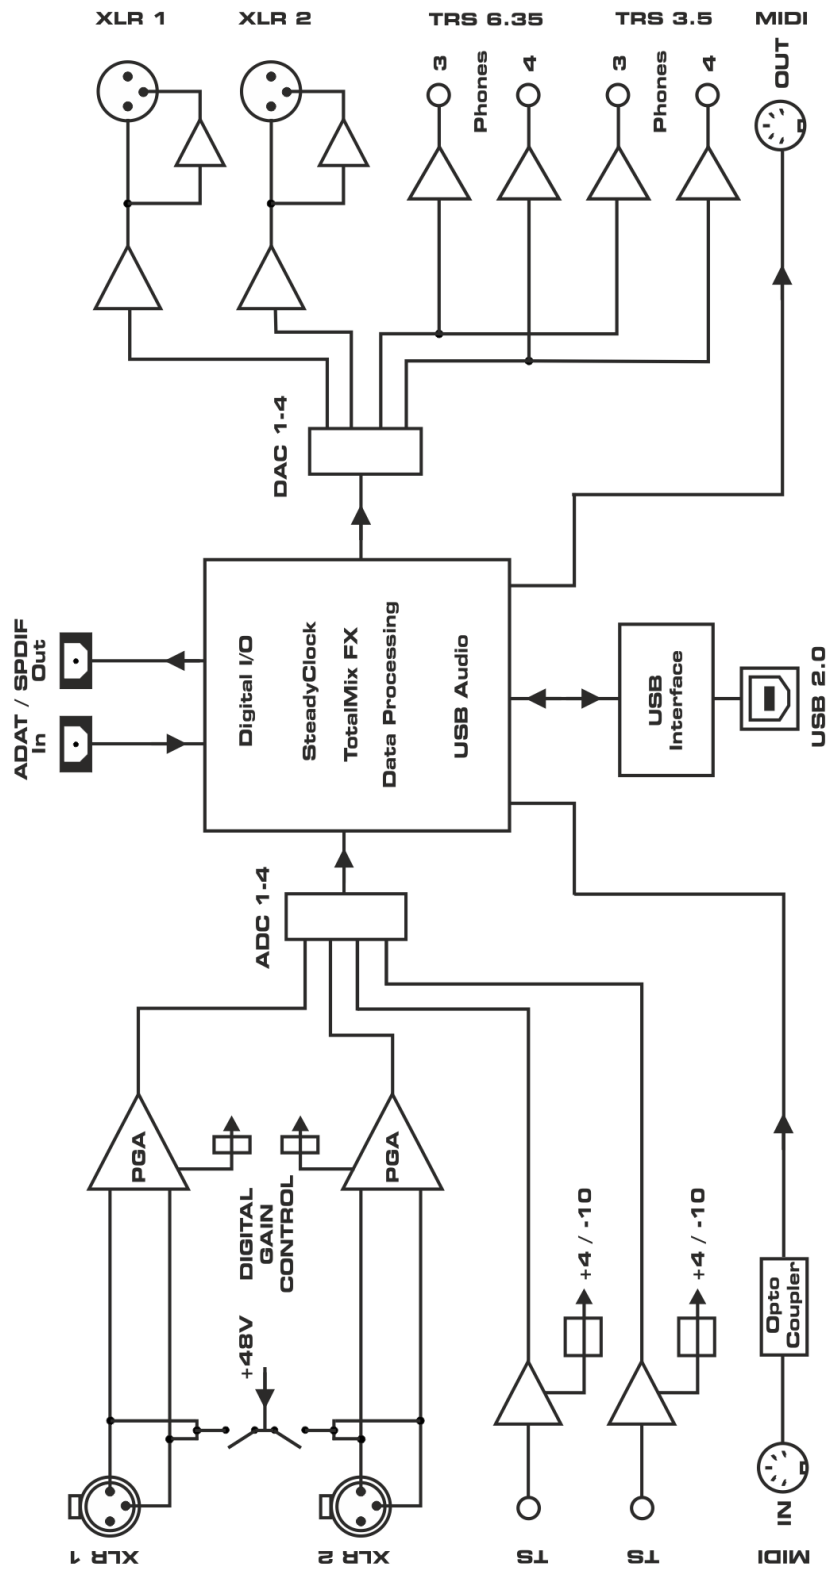 XLR 1
XLR 2
TRS 6.35
TRS 3.5
MIDI
3
Phones
4
3
Phones
4
OUT
DAC 1-4
ADAT / SPDIF
Out
In
Digital I/O
SteadyClock
TotalMix FX
Data Processing
USB Audio
USB
Interface
USB 2.0
ADC 1-4
PGA
PGA
DIGITAL
GAIN
CONTROL
+48V
+4 / -10
+4 / -10
Opto
Coupler
XLR 1
XLR 2
TS
TS
IN
MIDI